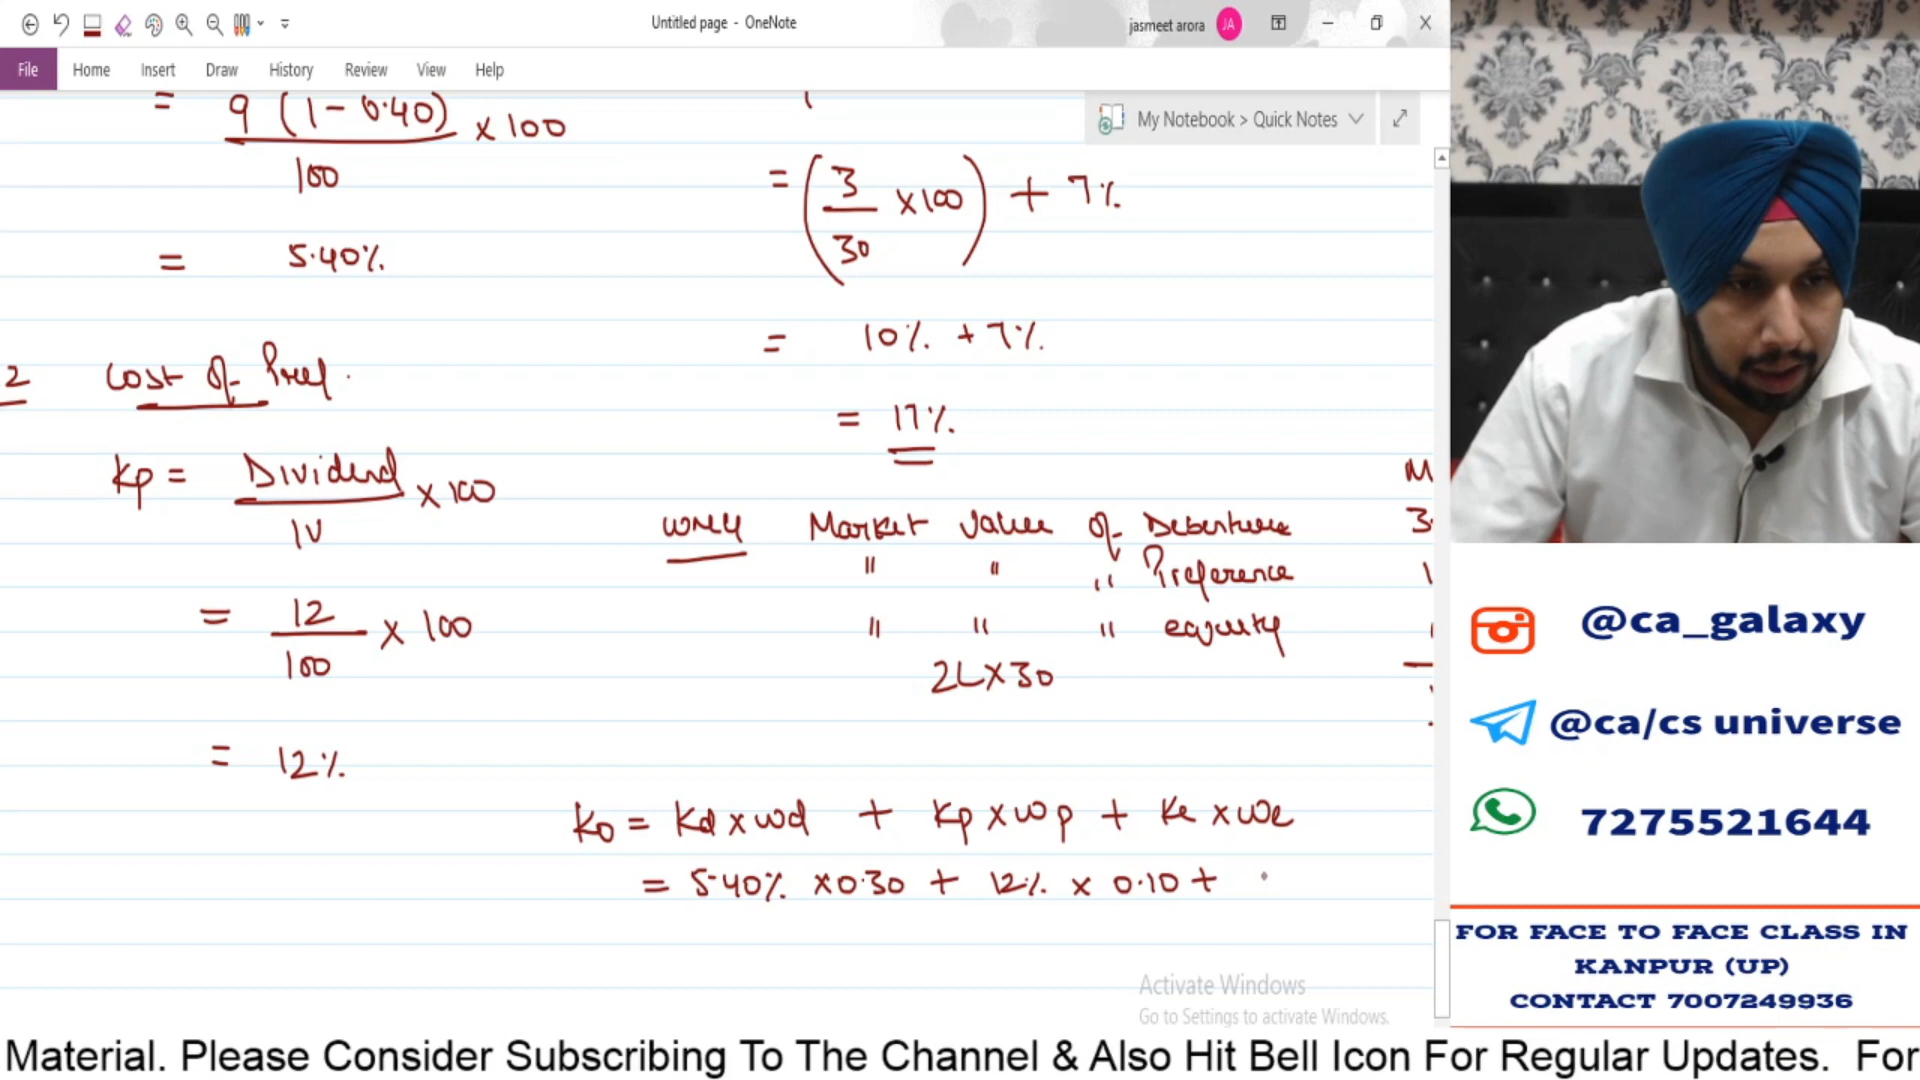 Untitled page - OneNote
jasmeet arora
JA
File Home Insert Draw History Review View Help
My Notebook > Quick Notes
= 9 (1-0.40) x 100
100
= 5.40%
= (3 x100) + 7%
30
= 10% + 7%
= 17%
2 Cost of Pref.
Kp = Dividend x 100
IV
= 12 x 100
100
= 12%
WN4 Market Value of Debenture
" " " Preference
" " " equity
2L X 30
Ko = Kd x wd + Kp x wp + Ke x we
= 5.40% x 0.30 + 12% x 0.10 +
@ca_galaxy
@ca/cs universe
7275521644
FOR FACE TO FACE CLASS IN
KANPUR (UP)
CONTACT 7007249936
Activate Windows
Go to Settings to activate Windows.
Material. Please Consider Subscribing To The Channel & Also Hit Bell Icon For Regular Updates. For